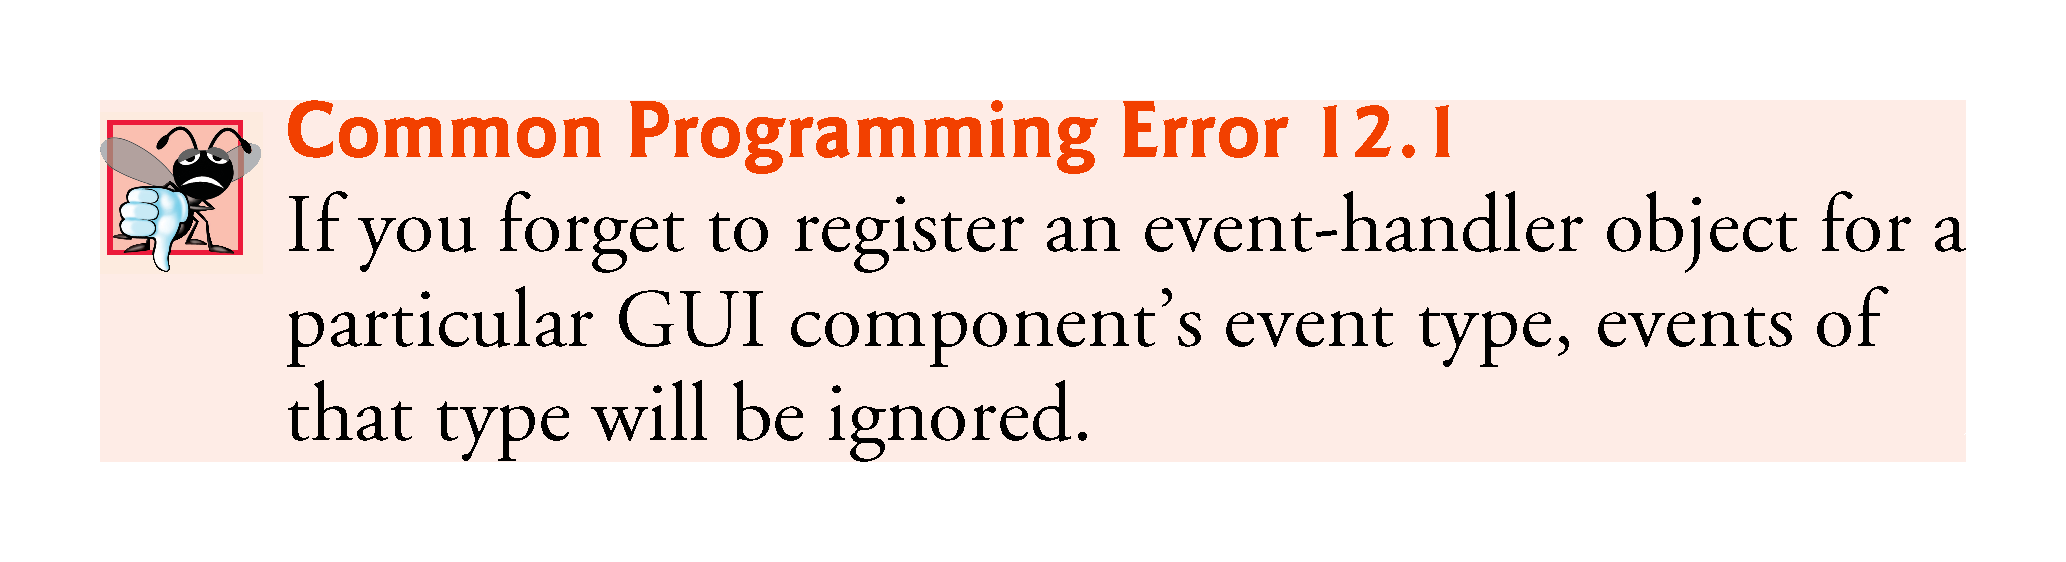 Common Programming Error 12.1
If you forget to register an event-handler object for a
particular GUI component’s event type, events of
that type will be ignored.